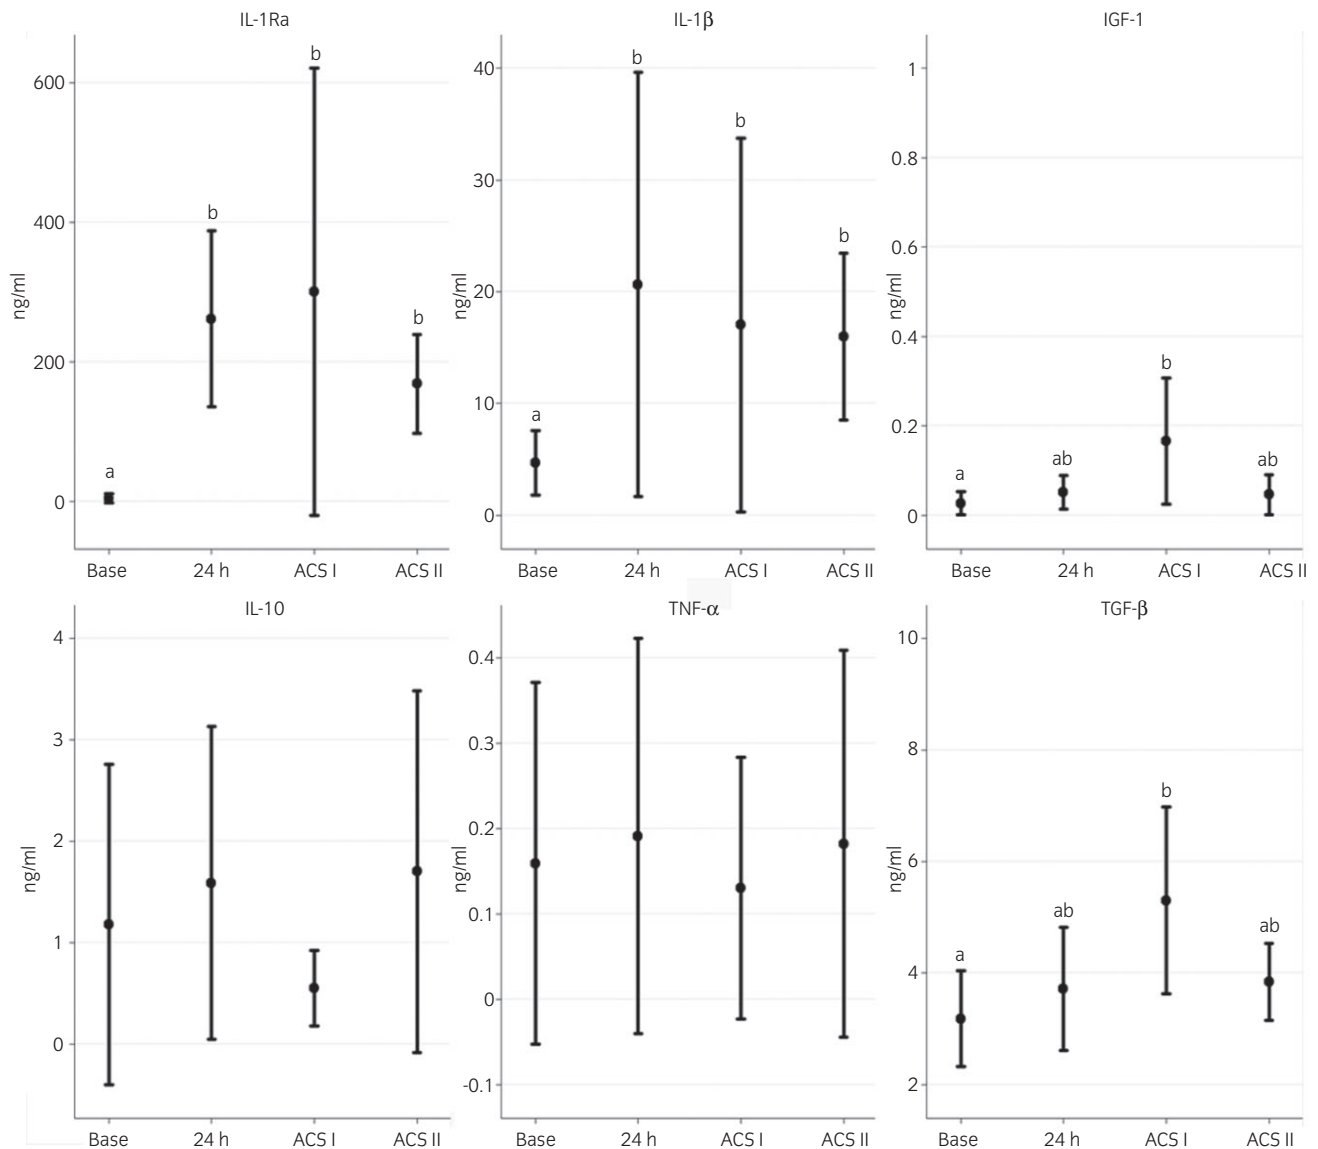 IL-1Ra
600
400
200
0
ng/ml
a
b
b
b
Base 24 h ACS I ACS II
IL-1β
40
30
20
10
0
ng/ml
a
b
b
b
Base 24 h ACS I ACS II
IGF-1
1
0.8
0.6
0.4
0.2
0
ng/ml
a
ab
b
ab
Base 24 h ACS I ACS II
IL-10
4
3
2
1
0
ng/ml
Base 24 h ACS I ACS II
TNF-α
0.4
0.3
0.2
0.1
0
-0.1
ng/ml
Base 24 h ACS I ACS II
TGF-β
10
8
6
4
2
ng/ml
a
ab
b
ab
Base 24 h ACS I ACS II